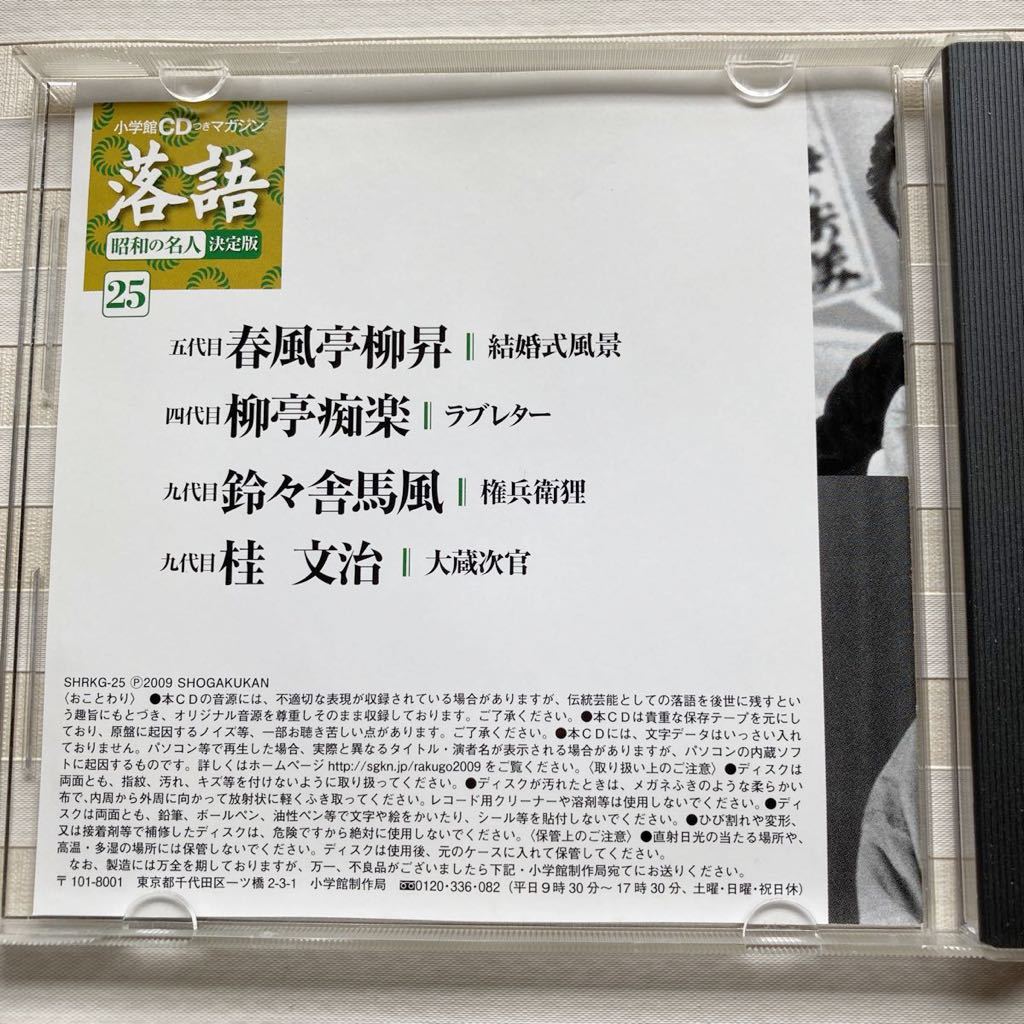 小学館CDつきマガジン
落語
昭和の名人 決定版
25
五代目 春風亭柳昇 ‖ 結婚式風景
四代目 柳亭痴楽 ‖ ラブレター
九代目 鈴々舎馬風 ‖ 権兵衛狸
九代目 桂 文治 ‖ 大蔵次官
SHRKG-25 Ⓟ2009 SHOGAKUKAN
〈おことわり〉 ●本CDの音源には、不適切な表現が収録されている場合がありますが、伝統芸能としての落語を後世に残すとい
う趣旨にもとづき、オリジナル音源を尊重しそのまま収録しております。ご了承ください。●本CDは貴重な保存テープを元にし
ており、原盤に起因するノイズ等、一部お聴き苦しい点があります。ご了承ください。●本CDには、文字データはいっさい入れ
ておりません。パソコン等で再生した場合、実際と異なるタイトル・演者名が表示される場合がありますが、パソコンの内蔵ソフ
トに起因するものです。詳しくはホームページ http://sgkn.jp/rakugo2009 をご覧ください。〈取り扱い上のご注意〉●ディスクは
両面とも、指紋、汚れ、キズ等を付けないように取り扱ってください。●ディスクが汚れたときは、メガネふきのような柔らかい
布で、内周から外周に向かって放射状に軽くふき取ってください。レコード用クリーナーや溶剤等は使用しないでください。●ディ
スクは両面とも、鉛筆、ボールペン、油性ペン等で文字や絵をかいたり、シール等を貼付しないでください。●ひび割れや変形、
又は接着剤等で補修したディスクは、危険ですから絶対に使用しないでください。〈保管上のご注意〉●直射日光の当たる場所や、
高温・多湿の場所には保管しないでください。ディスクは使用後、元のケースに入れて保管してください。
なお、製造には万全を期しておりますが、万一、不良品がございましたら下記・小学館制作局宛てにお送りください。
〒101-8001 東京都千代田区一ツ橋2-3-1 小学館制作局 0120-336-082（平日9時30分〜17時30分、土曜・日曜・祝日休）